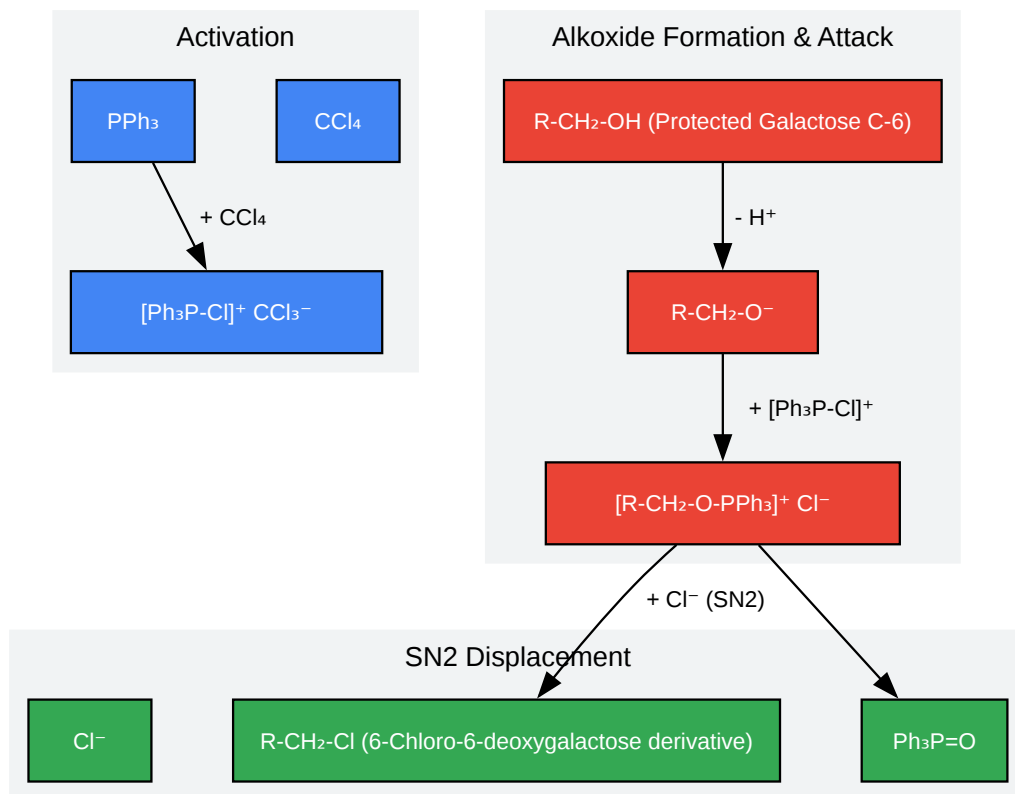 Activation
PPh₃
CCl₄
+ CCl₄
[Ph₃P-Cl]⁺ CCl₃⁻
Alkoxide Formation & Attack
R-CH₂-OH (Protected Galactose C-6)
- H⁺
R-CH₂-O⁻
+ [Ph₃P-Cl]⁺
[R-CH₂-O-PPh₃]⁺ Cl⁻
+ Cl⁻ (SN2)
SN2 Displacement
Cl⁻
R-CH₂-Cl (6-Chloro-6-deoxygalactose derivative)
Ph₃P=O